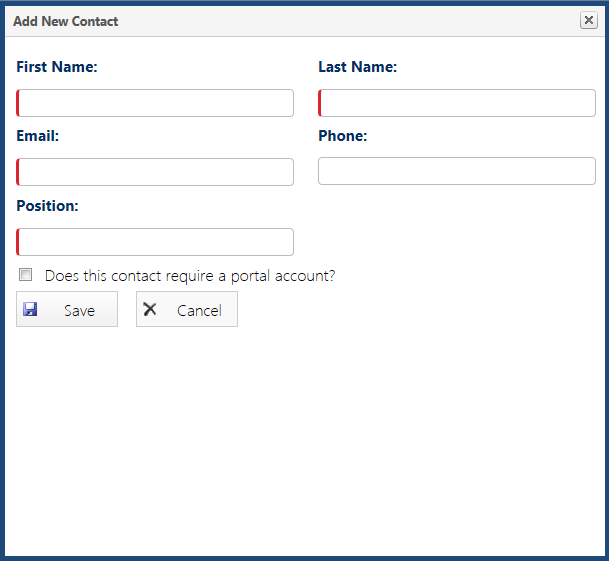 Add New Contact
First Name:
Last Name:
Email:
Phone:
Position:
Does this contact require a portal account?
Save
Cancel